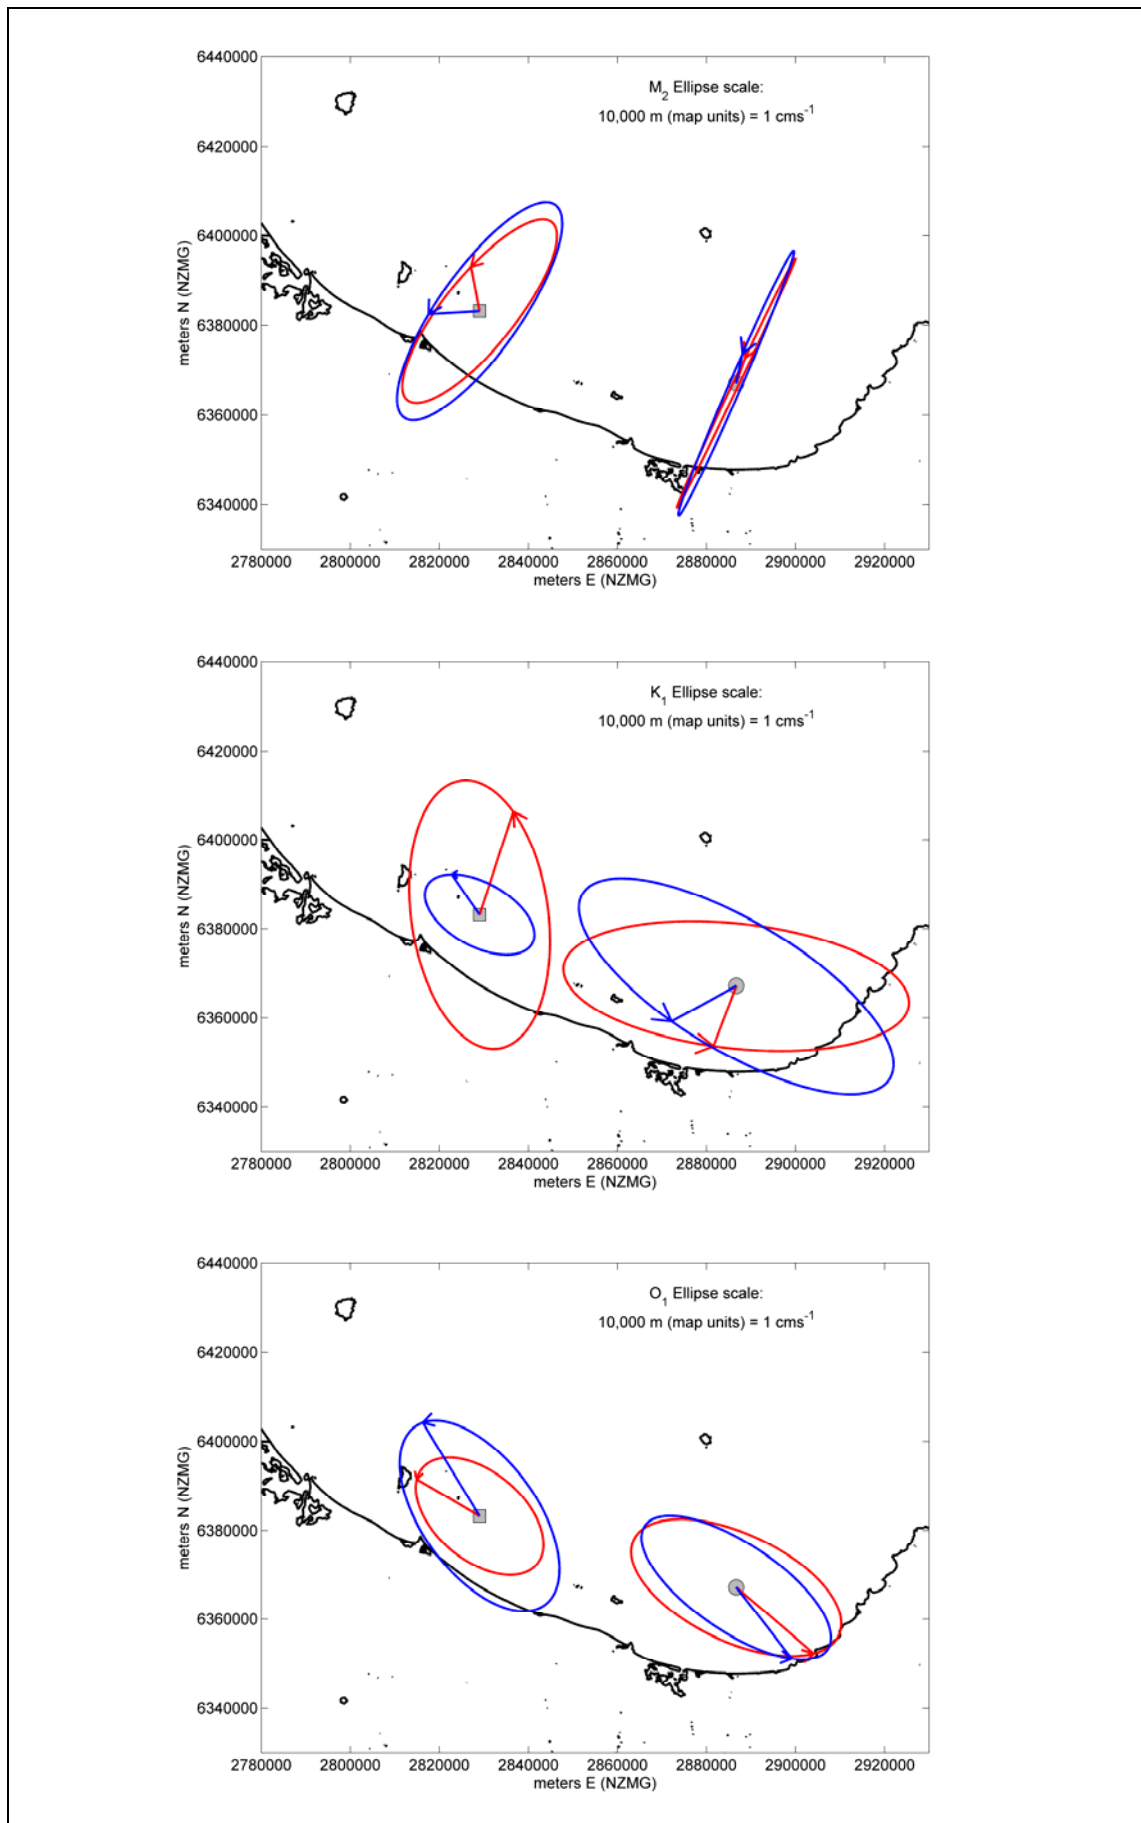 6440000
M2 Ellipse scale:
10,000 m (map units) = 1 cms-1
6420000
6400000
meters N (NZMG)
6380000
6360000
6340000
2780000 2800000 2820000 2840000 2860000 2880000 2900000 2920000
meters E (NZMG)
6440000
K1 Ellipse scale:
10,000 m (map units) = 1 cms-1
6420000
6400000
meters N (NZMG)
6380000
6360000
6340000
2780000 2800000 2820000 2840000 2860000 2880000 2900000 2920000
meters E (NZMG)
6440000
O1 Ellipse scale:
10,000 m (map units) = 1 cms-1
6420000
6400000
meters N (NZMG)
6380000
6360000
6340000
2780000 2800000 2820000 2840000 2860000 2880000 2900000 2920000
meters E (NZMG)